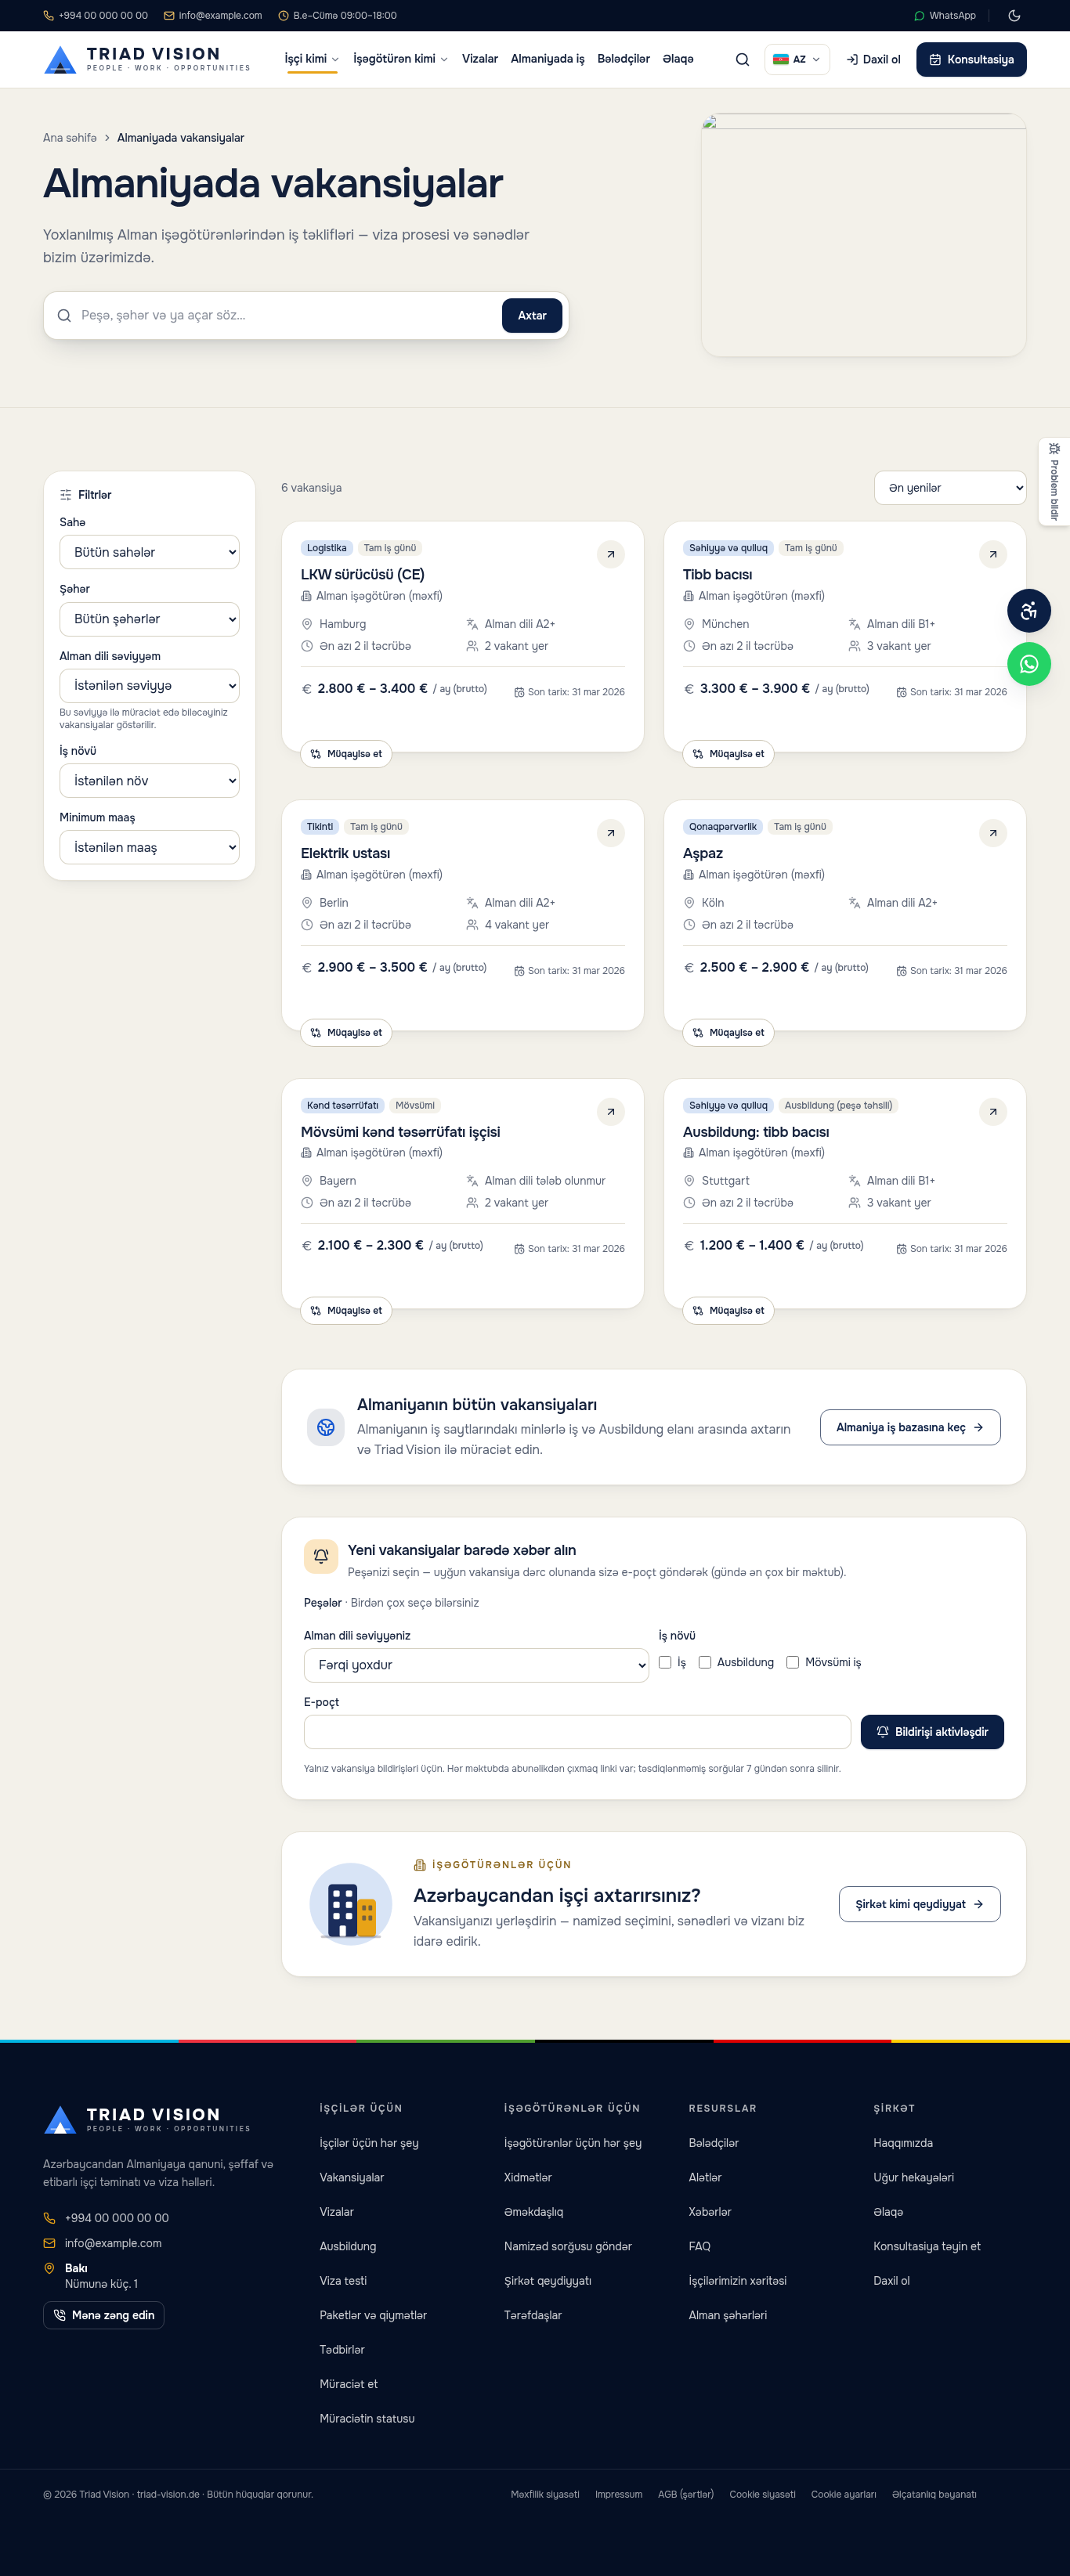 +994 00 000 00 00
info@example.com
B.e–Cümə 09:00–18:00
WhatsApp
TRIAD VISION
PEOPLE · WORK · OPPORTUNITIES
İşçi kimi
İşəgötürən kimi
Vizalar
Almaniyada iş
Bələdçilər
Əlaqə
AZ
Daxil ol
Konsultasiya
Ana səhifə
Almaniyada vakansiyalar
Almaniyada vakansiyalar
Yoxlanılmış Alman işəgötürənlərindən iş təklifləri — viza prosesi və sənədlər
bizim üzərimizdə.
Peşə, şəhər və ya açar söz...
Axtar
Problem bildir
Filtrlər
Sahə
Bütün sahələr
Şəhər
Bütün şəhərlər
Alman dili səviyyəm
İstənilən səviyyə
Bu səviyyə ilə müraciət edə biləcəyiniz
vakansiyalar göstərilir.
İş növü
İstənilən növ
Minimum maaş
İstənilən maaş
6 vakansiya
Ən yenilər
Logistika
Tam iş günü
LKW sürücüsü (CE)
Alman işəgötürən (məxfi)
Hamburg
Alman dili A2+
Ən azı 2 il təcrübə
2 vakant yer
2.800 € – 3.400 € / ay (brutto)
Son tarix: 31 mar 2026
Müqayisə et
Səhiyyə və qulluq
Tam iş günü
Tibb bacısı
Alman işəgötürən (məxfi)
München
Alman dili B1+
Ən azı 2 il təcrübə
3 vakant yer
3.300 € – 3.900 € / ay (brutto)
Son tarix: 31 mar 2026
Müqayisə et
Tikinti
Tam iş günü
Elektrik ustası
Alman işəgötürən (məxfi)
Berlin
Alman dili A2+
Ən azı 2 il təcrübə
4 vakant yer
2.900 € – 3.500 € / ay (brutto)
Son tarix: 31 mar 2026
Müqayisə et
Qonaqpərvərlik
Tam iş günü
Aşpaz
Alman işəgötürən (məxfi)
Köln
Alman dili A2+
Ən azı 2 il təcrübə
2.500 € – 2.900 € / ay (brutto)
Son tarix: 31 mar 2026
Müqayisə et
Kənd təsərrüfatı
Mövsümi
Mövsümi kənd təsərrüfatı işçisi
Alman işəgötürən (məxfi)
Bayern
Alman dili tələb olunmur
Ən azı 2 il təcrübə
2 vakant yer
2.100 € – 2.300 € / ay (brutto)
Son tarix: 31 mar 2026
Müqayisə et
Səhiyyə və qulluq
Ausbildung (peşə təhsili)
Ausbildung: tibb bacısı
Alman işəgötürən (məxfi)
Stuttgart
Alman dili B1+
Ən azı 2 il təcrübə
3 vakant yer
1.200 € – 1.400 € / ay (brutto)
Son tarix: 31 mar 2026
Müqayisə et
Almaniyanın bütün vakansiyaları
Almaniyanın iş saytlarındakı minlərlə iş və Ausbildung elanı arasında axtarın
və Triad Vision ilə müraciət edin.
Almaniya iş bazasına keç
Yeni vakansiyalar barədə xəbər alın
Peşənizi seçin — uyğun vakansiya dərc olunanda sizə e-poçt göndərək (gündə ən çox bir məktub).
Peşələr · Birdən çox seçə bilərsiniz
Alman dili səviyyəniz
Fərqi yoxdur
İş növü
İş
Ausbildung
Mövsümi iş
E-poçt
Bildirişi aktivləşdir
Yalnız vakansiya bildirişləri üçün. Hər məktubda abunəlikdən çıxmaq linki var; təsdiqlənməmiş sorğular 7 gündən sonra silinir.
İŞƏGÖTÜRƏNLƏR ÜÇÜN
Azərbaycandan işçi axtarırsınız?
Vakansiyanızı yerləşdirin — namizəd seçimini, sənədləri və vizanı biz
idarə edirik.
Şirkət kimi qeydiyyat
TRIAD VISION
PEOPLE · WORK · OPPORTUNITIES
Azərbaycandan Almaniyaya qanuni, şəffaf və
etibarlı işçi təminatı və viza həlləri.
+994 00 000 00 00
info@example.com
Bakı
Nümunə küç. 1
Mənə zəng edin
İŞÇİLƏR ÜÇÜN
İşçilər üçün hər şey
Vakansiyalar
Vizalar
Ausbildung
Viza testi
Paketlər və qiymətlər
Tədbirlər
Müraciət et
Müraciətin statusu
İŞƏGÖTÜRƏNLƏR ÜÇÜN
İşəgötürənlər üçün hər şey
Xidmətlər
Əməkdaşlıq
Namizəd sorğusu göndər
Şirkət qeydiyyatı
Tərəfdaşlar
RESURSLAR
Bələdçilər
Alətlər
Xəbərlər
FAQ
İşçilərimizin xəritəsi
Alman şəhərləri
ŞİRKƏT
Haqqımızda
Uğur hekayələri
Əlaqə
Konsultasiya təyin et
Daxil ol
© 2026 Triad Vision · triad-vision.de · Bütün hüquqlar qorunur.
Məxfilik siyasəti
Impressum
AGB (şərtlər)
Cookie siyasəti
Cookie ayarları
Əlçatanlıq bəyanatı